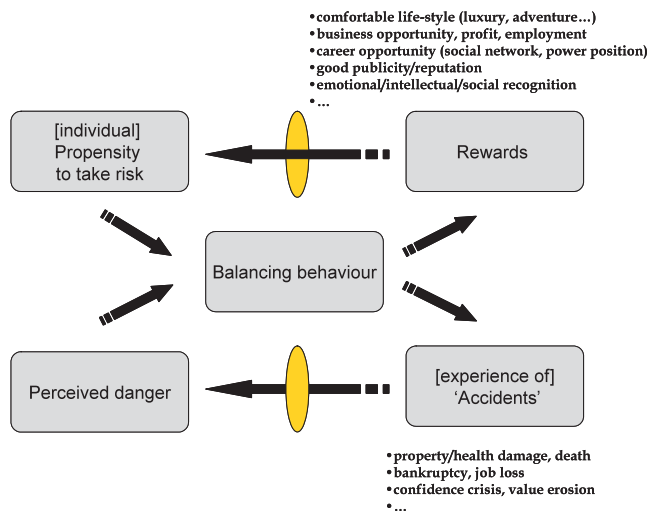 •comfortable life-style (luxury, adventure…)
•business opportunity, profit, employment
•career opportunity (social network, power position)
•good publicity/reputation
•emotional/intellectual/social recognition
•…
[individual]
Propensity
to take risk
Rewards
Balancing behaviour
Perceived danger
[experience of]
‘Accidents’
•property/health damage, death
•bankruptcy, job loss
•confidence crisis, value erosion
•…